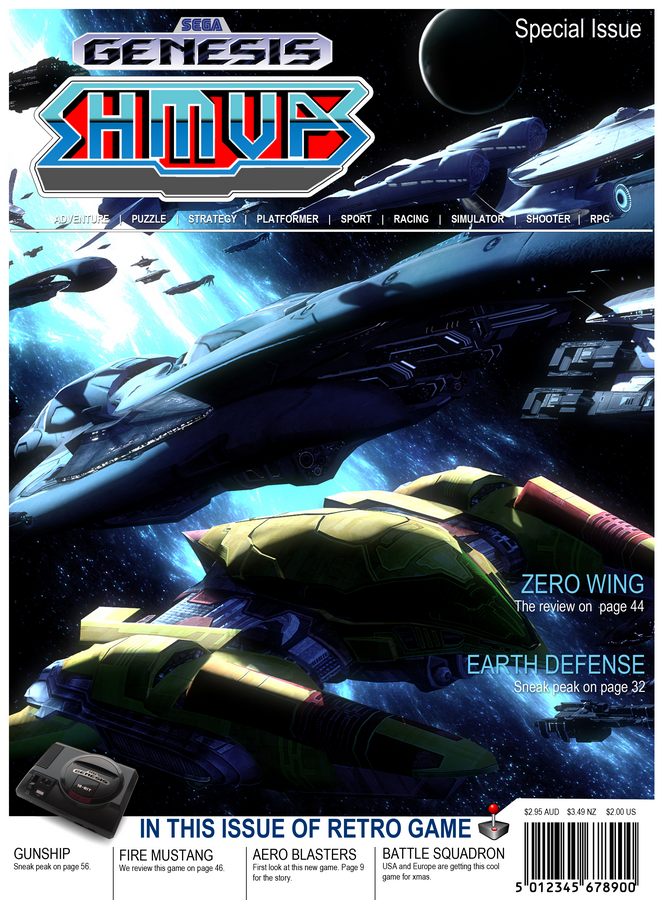 Special Issue
SEGA
GENESIS
SHMUPS
ADVENTURE | PUZZLE | STRATEGY | PLATFORMER | SPORT | RACING | SIMULATOR | SHOOTER | RPG
ZERO WING
The review on page 44
EARTH DEFENSE
Sneak peak on page 32
GENESIS
16-BIT
IN THIS ISSUE OF RETRO GAME
GUNSHIP
Sneak peak on page 56.
FIRE MUSTANG
We review this game on page 46.
AERO BLASTERS
First look at this new game. Page 9
for the story.
BATTLE SQUADRON
USA and Europe are getting this cool
game for xmas.
$2.95 AUD $3.49 NZ $2.00 US
5 012345 678900